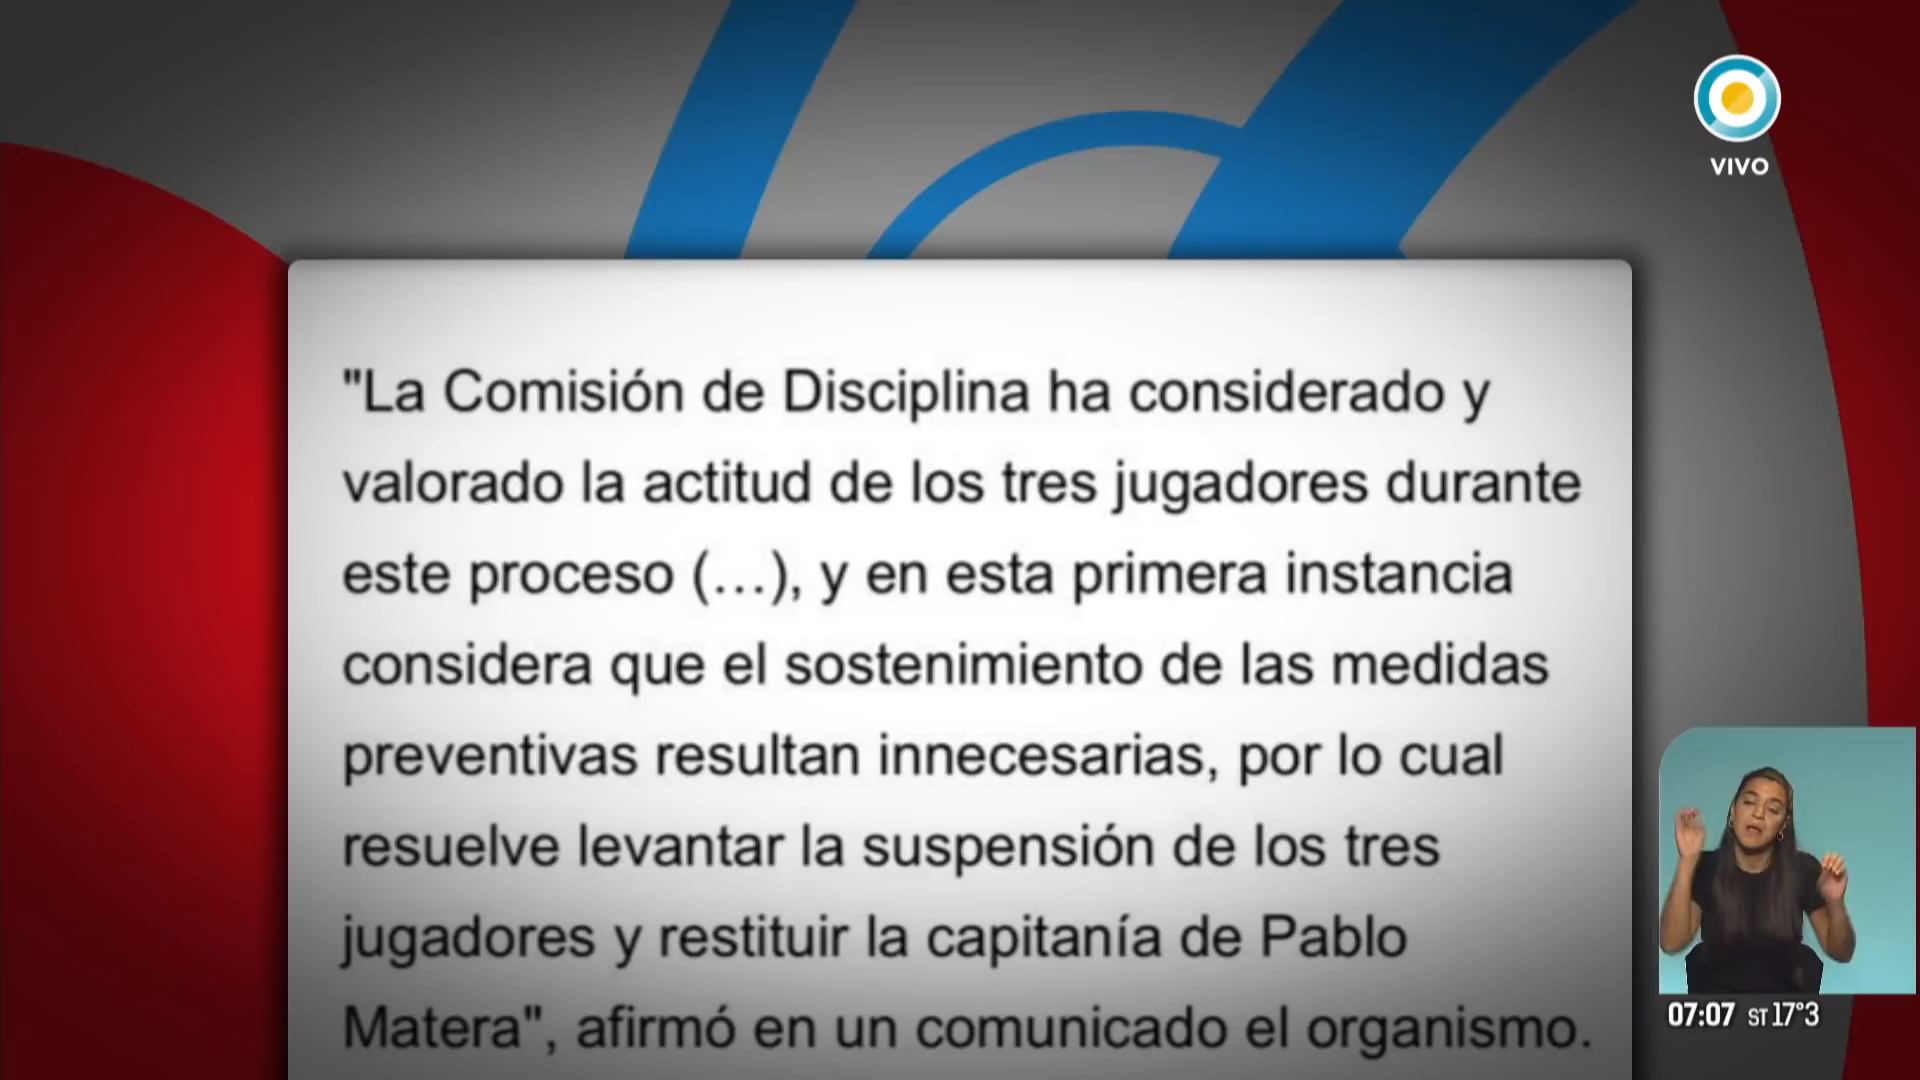 VIVO
"La Comisión de Disciplina ha considerado y
valorado la actitud de los tres jugadores durante
este proceso (...), y en esta primera instancia
considera que el sostenimiento de las medidas
preventivas resultan innecesarias, por lo cual
resuelve levantar la suspensión de los tres
jugadores y restituir la capitanía de Pablo
Matera", afirmó en un comunicado el organismo.
07:07 ST 17°3